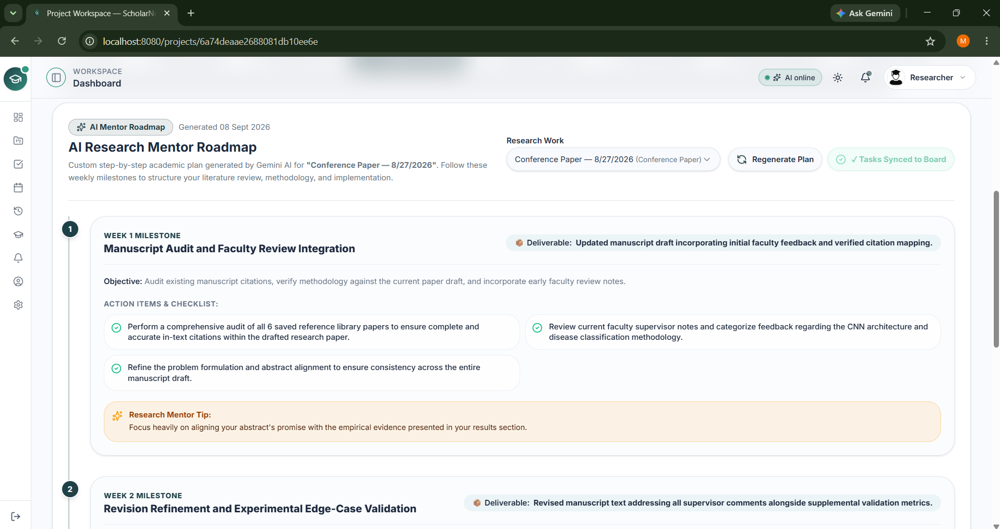 Project Workspace — ScholarN
Ask Gemini
localhost:8080/projects/6a74deaae2688081db10ee6e
M
WORKSPACE
Dashboard
AI online
Researcher
AI Mentor Roadmap
Generated 08 Sept 2026
AI Research Mentor Roadmap
Custom step-by-step academic plan generated by Gemini AI for "Conference Paper — 8/27/2026". Follow these
weekly milestones to structure your literature review, methodology, and implementation.
Research Work
Conference Paper — 8/27/2026 (Conference Paper)
Regenerate Plan
✓ Tasks Synced to Board
1
WEEK 1 MILESTONE
Manuscript Audit and Faculty Review Integration
📦 Deliverable: Updated manuscript draft incorporating initial faculty feedback and verified citation mapping.
Objective: Audit existing manuscript citations, verify methodology against the current paper draft, and incorporate early faculty review notes.
ACTION ITEMS & CHECKLIST:
Perform a comprehensive audit of all 6 saved reference library papers to ensure complete and
accurate in-text citations within the drafted research paper.
Review current faculty supervisor notes and categorize feedback regarding the CNN architecture and
disease classification methodology.
Refine the problem formulation and abstract alignment to ensure consistency across the entire
manuscript draft.
Research Mentor Tip:
Focus heavily on aligning your abstract's promise with the empirical evidence presented in your results section.
2
WEEK 2 MILESTONE
Revision Refinement and Experimental Edge-Case Validation
📦 Deliverable: Revised manuscript text addressing all supervisor comments alongside supplemental validation metrics.